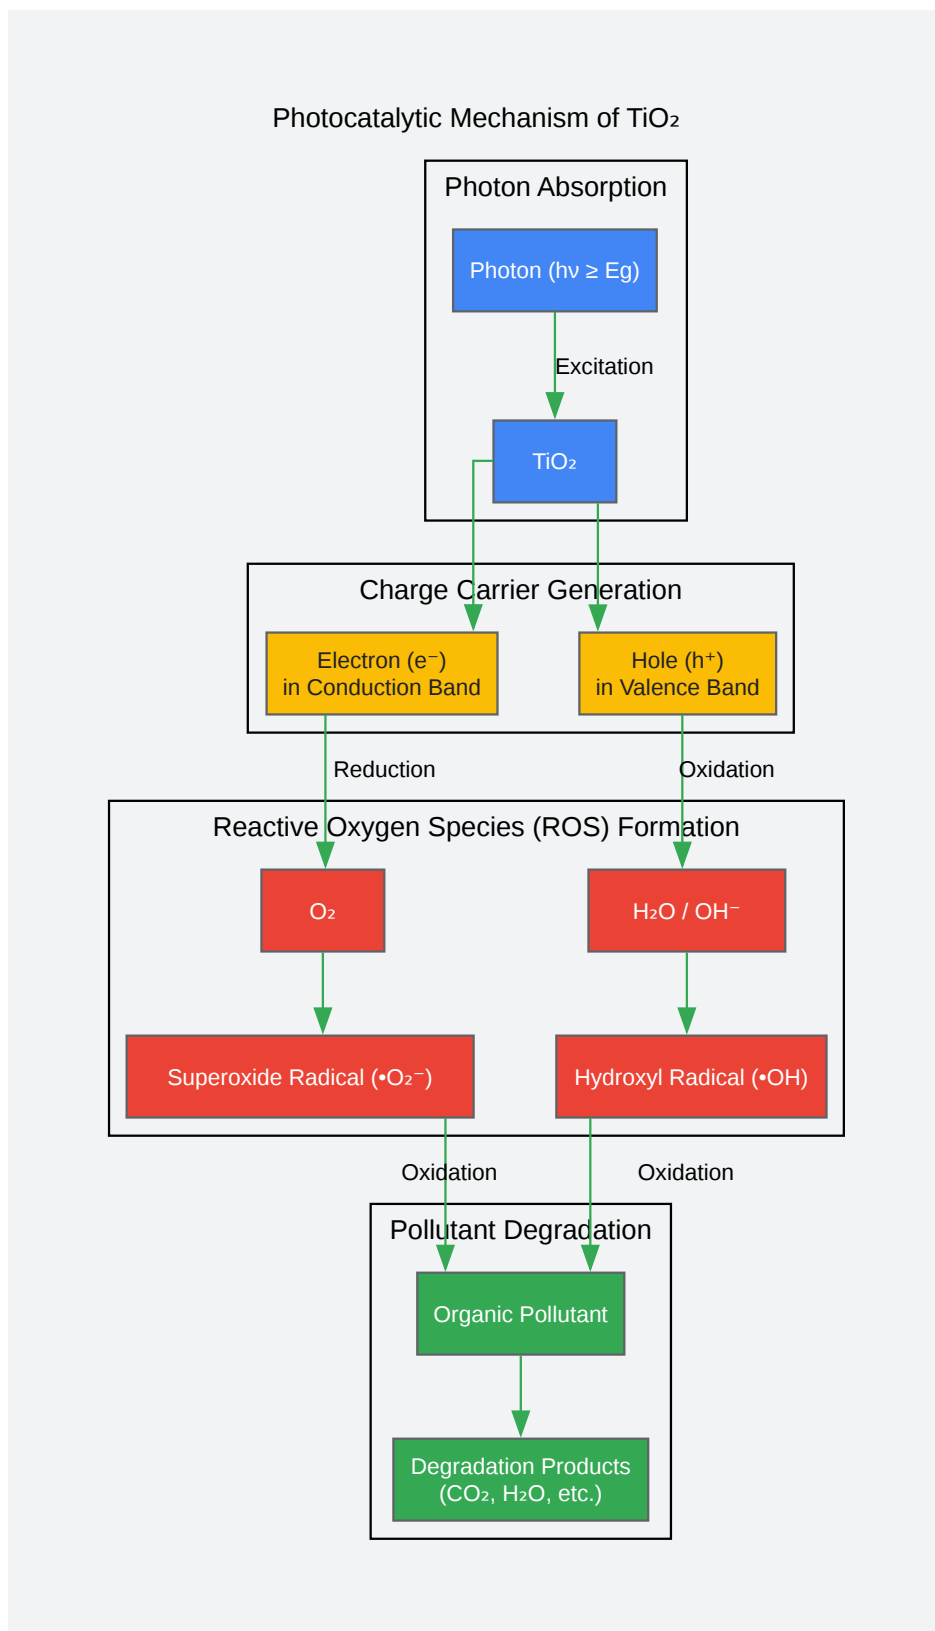 Photocatalytic Mechanism of TiO₂
Photon Absorption
Photon (hν ≥ Eg)
Excitation
TiO₂
Charge Carrier Generation
Electron (e⁻)
in Conduction Band
Hole (h⁺)
in Valence Band
Reduction
Oxidation
Reactive Oxygen Species (ROS) Formation
O₂
H₂O / OH⁻
Superoxide Radical (•O₂⁻)
Hydroxyl Radical (•OH)
Oxidation
Oxidation
Pollutant Degradation
Organic Pollutant
Degradation Products
(CO₂, H₂O, etc.)